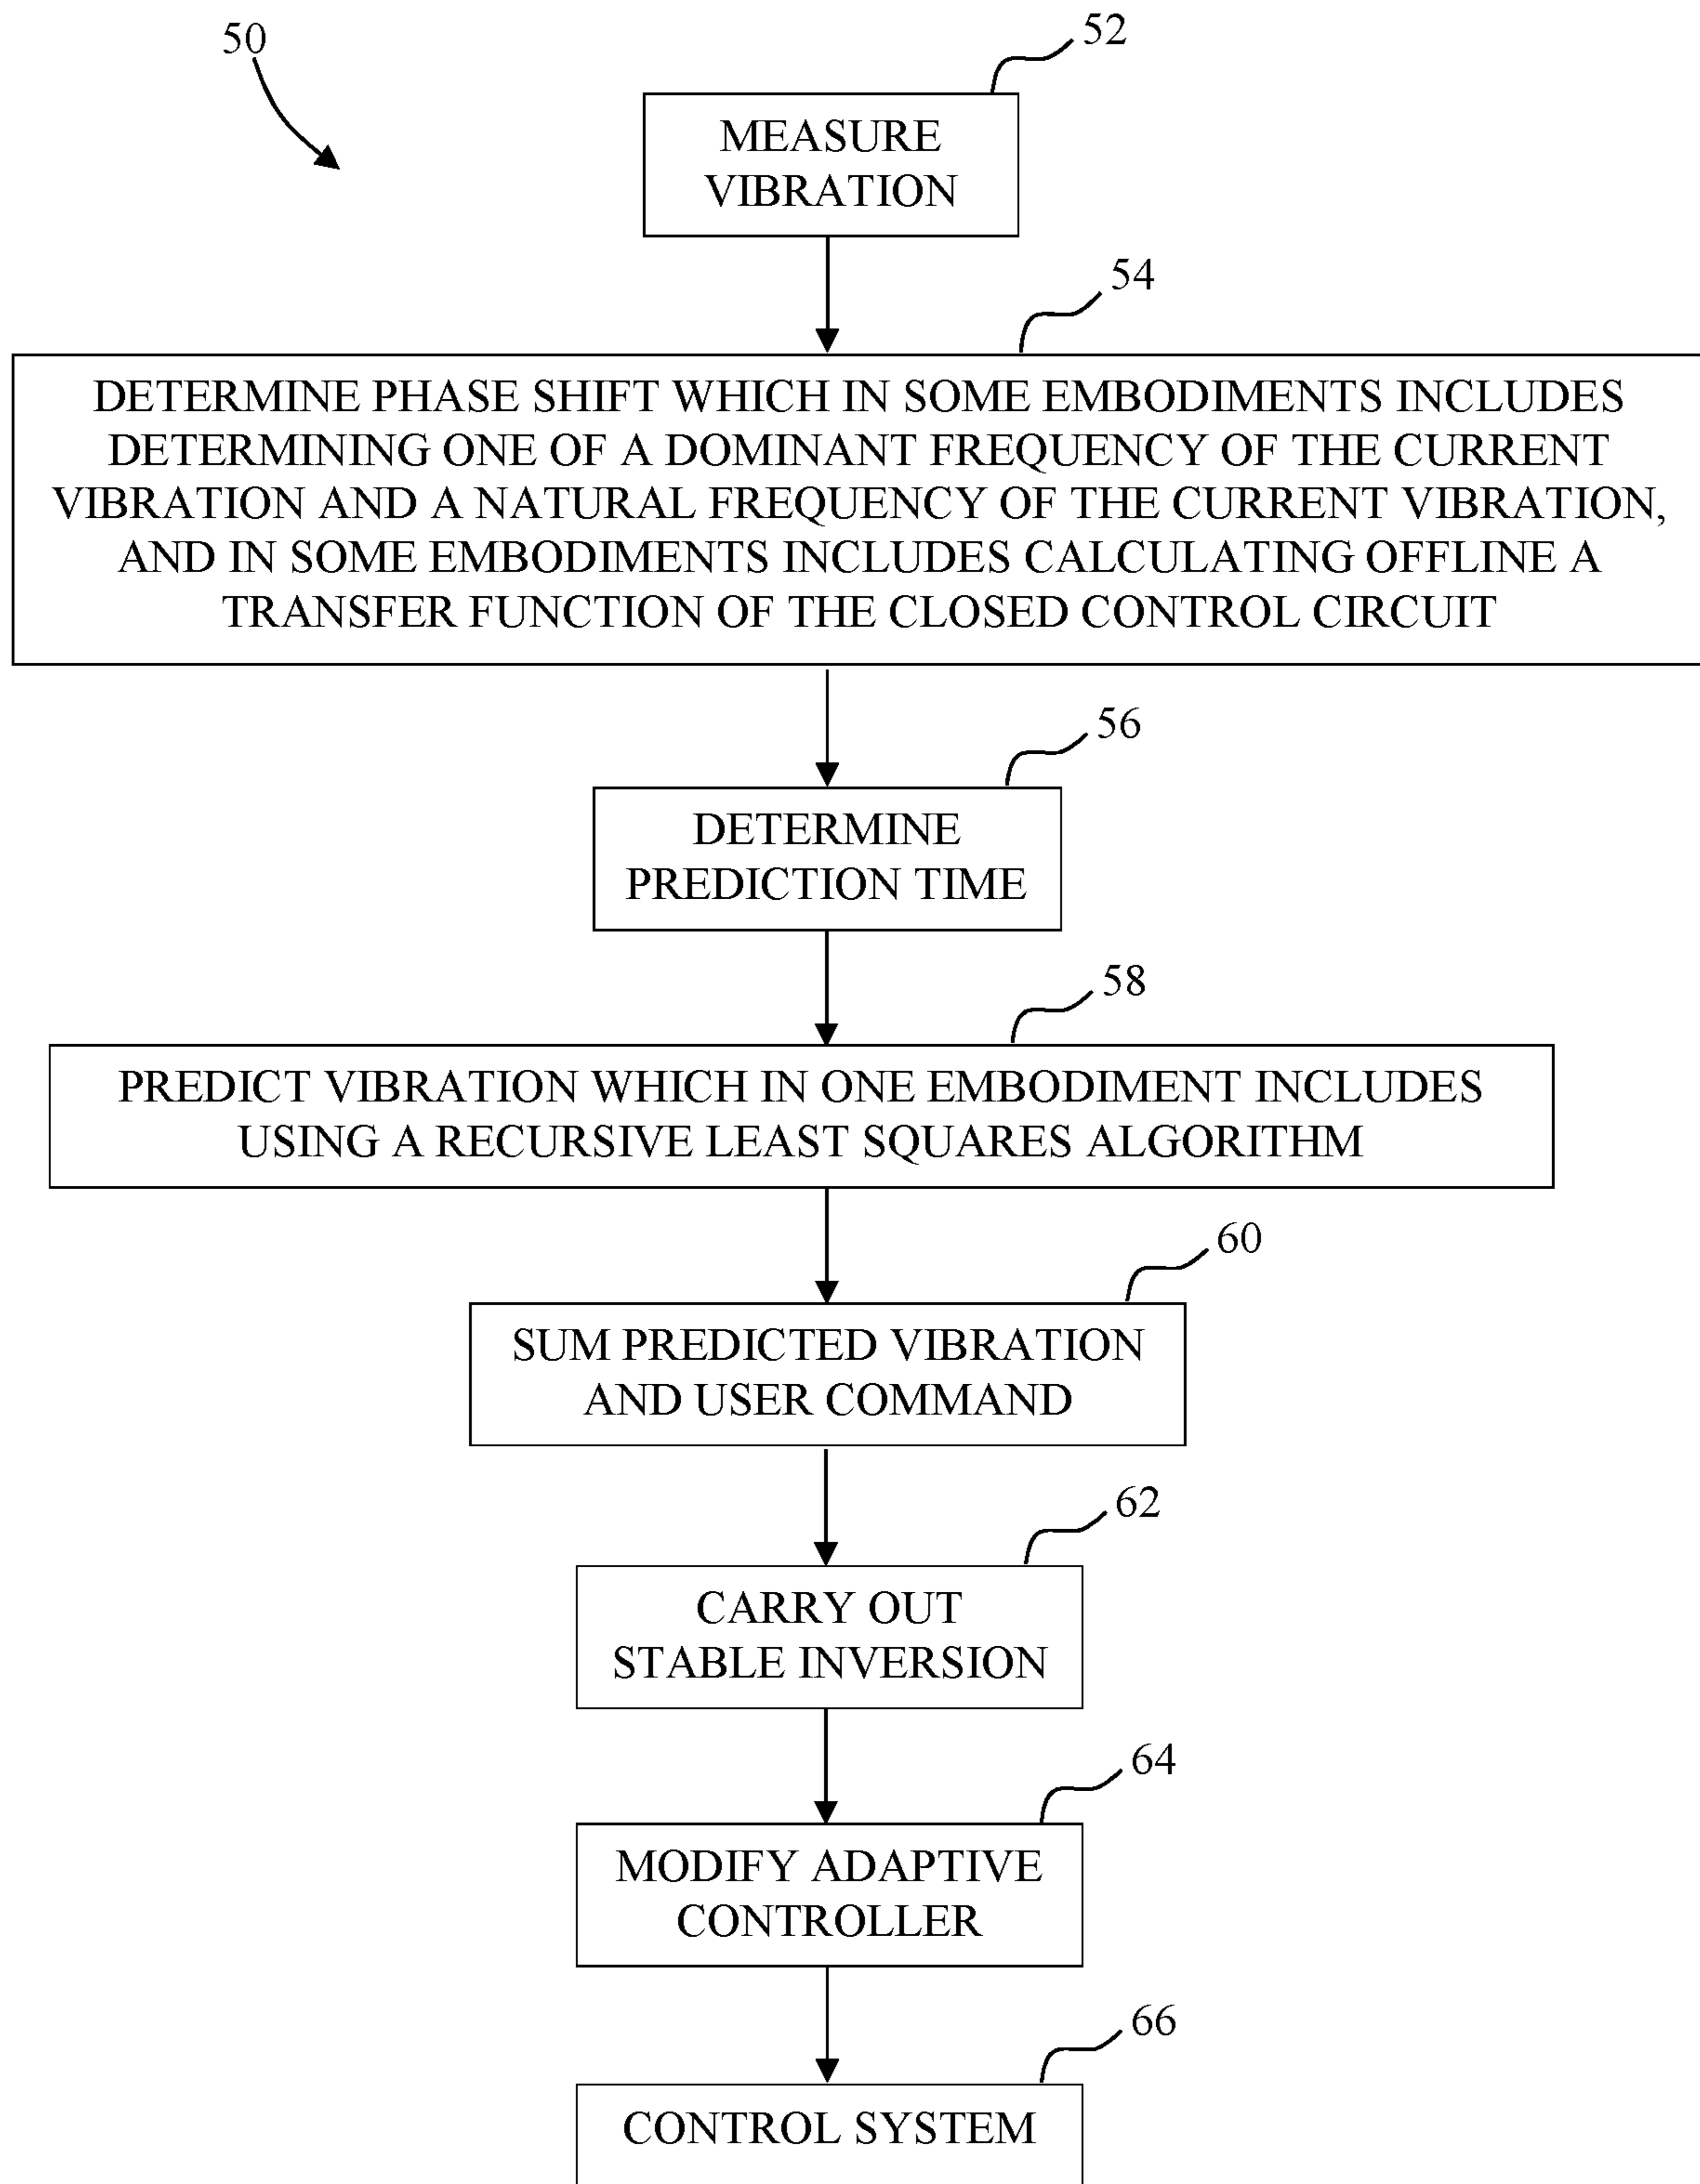 50
52
MEASURE
VIBRATION
54
DETERMINE PHASE SHIFT WHICH IN SOME EMBODIMENTS INCLUDES
DETERMINING ONE OF A DOMINANT FREQUENCY OF THE CURRENT
VIBRATION AND A NATURAL FREQUENCY OF THE CURRENT VIBRATION,
AND IN SOME EMBODIMENTS INCLUDES CALCULATING OFFLINE A
TRANSFER FUNCTION OF THE CLOSED CONTROL CIRCUIT
56
DETERMINE
PREDICTION TIME
58
PREDICT VIBRATION WHICH IN ONE EMBODIMENT INCLUDES
USING A RECURSIVE LEAST SQUARES ALGORITHM
60
SUM PREDICTED VIBRATION
AND USER COMMAND
62
CARRY OUT
STABLE INVERSION
64
MODIFY ADAPTIVE
CONTROLLER
66
CONTROL SYSTEM